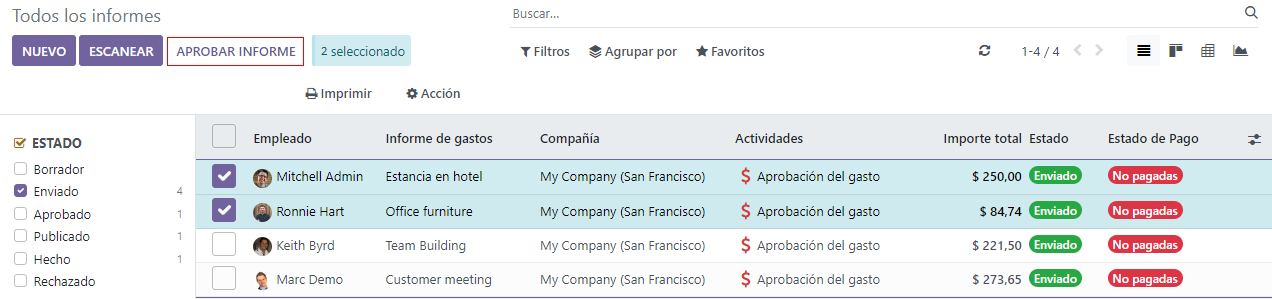 Todos los informes
Buscar...
NUEVO ESCANEAR APROBAR INFORME 2 seleccionado
Filtros Agrupar por Favoritos 1-4 / 4
Imprimir Acción
ESTADO
Borrador
Enviado 4
Aprobado 1
Publicado 1
Hecho 1
Rechazado
Empleado Informe de gastos Compañía Actividades Importe total Estado Estado de Pago
Mitchell Admin Estancia en hotel My Company (San Francisco) $ Aprobación del gasto $ 250,00 Enviado No pagadas
Ronnie Hart Office furniture My Company (San Francisco) $ Aprobación del gasto $ 84,74 Enviado No pagadas
Keith Byrd Team Building My Company (San Francisco) $ Aprobación del gasto $ 221,50 Enviado No pagadas
Marc Demo Customer meeting My Company (San Francisco) $ Aprobación del gasto $ 273,65 Enviado No pagadas